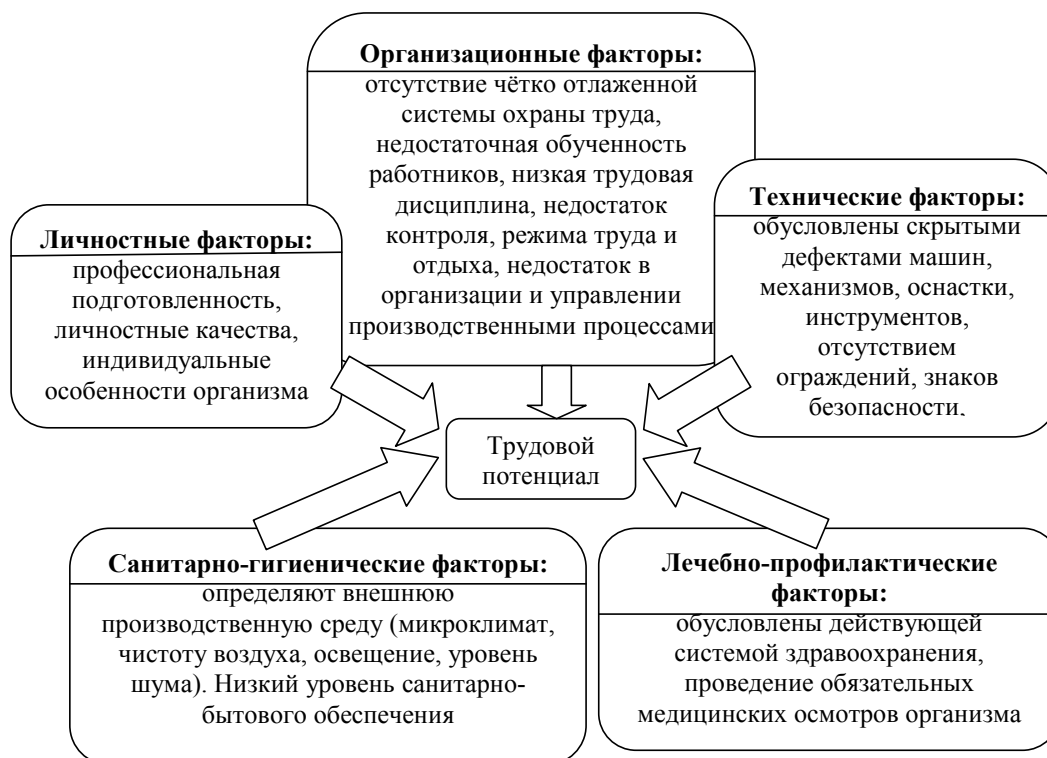 Организационные факторы:
отсутствие чётко отлаженной
системы охраны труда,
недостаточная обученность
работников, низкая трудовая
дисциплина, недостаток
контроля, режима труда и
отдыха, недостаток в
организации и управлении
производственными процессами
Личностные факторы:
профессиональная
подготовленность,
личностные качества,
индивидуальные
особенности организма
Технические факторы:
обусловлены скрытыми
дефектами машин,
механизмов, оснастки,
инструментов,
отсутствием
ограждений, знаков
безопасности.
Трудовой
потенциал
Санитарно-гигиенические факторы:
определяют внешнюю
производственную среду (микроклимат,
чистоту воздуха, освещение, уровень
шума). Низкий уровень санитарно-
бытового обеспечения
Лечебно-профилактические
факторы:
обусловлены действующей
системой здравоохранения,
проведение обязательных
медицинских осмотров организма